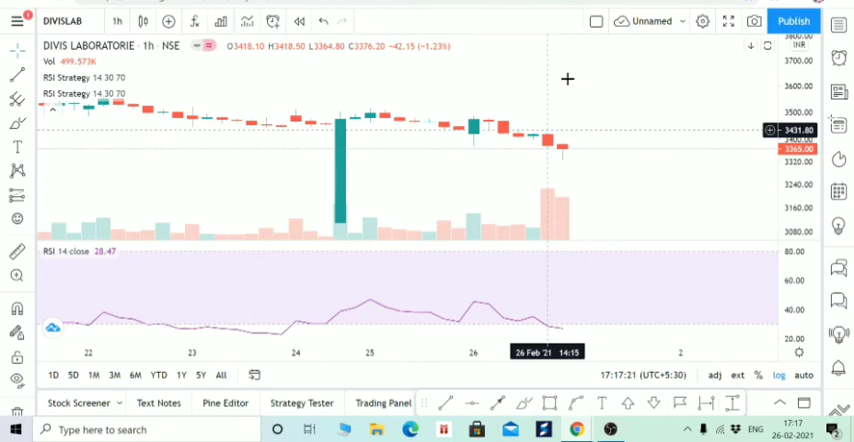 DIVISLAB 1h Unnamed Publish
DIVIS LABORATORIE · 1h · NSE O3418.10 H3418.50 L3364.80 C3376.20 −42.15 (−1.23%)
Vol 499.573K
RSI Strategy 14 30 70
RSI Strategy 14 30 70
INR
3800.00
3700.00
3600.00
3500.00
3431.80
3400.00
3365.00
3320.00
3240.00
3160.00
3080.00
RSI 14 close 28.47
80.00
60.00
40.00
20.00
22 23 24 25 26 26 Feb '21 14:15 2
1D 5D 1M 3M 6M YTD 1Y 5Y All 17:17:21 (UTC+5:30) adj ext % log auto
Stock Screener Text Notes Pine Editor Strategy Tester Trading Panel
Type here to search ENG 17:17
26-02-2021 2